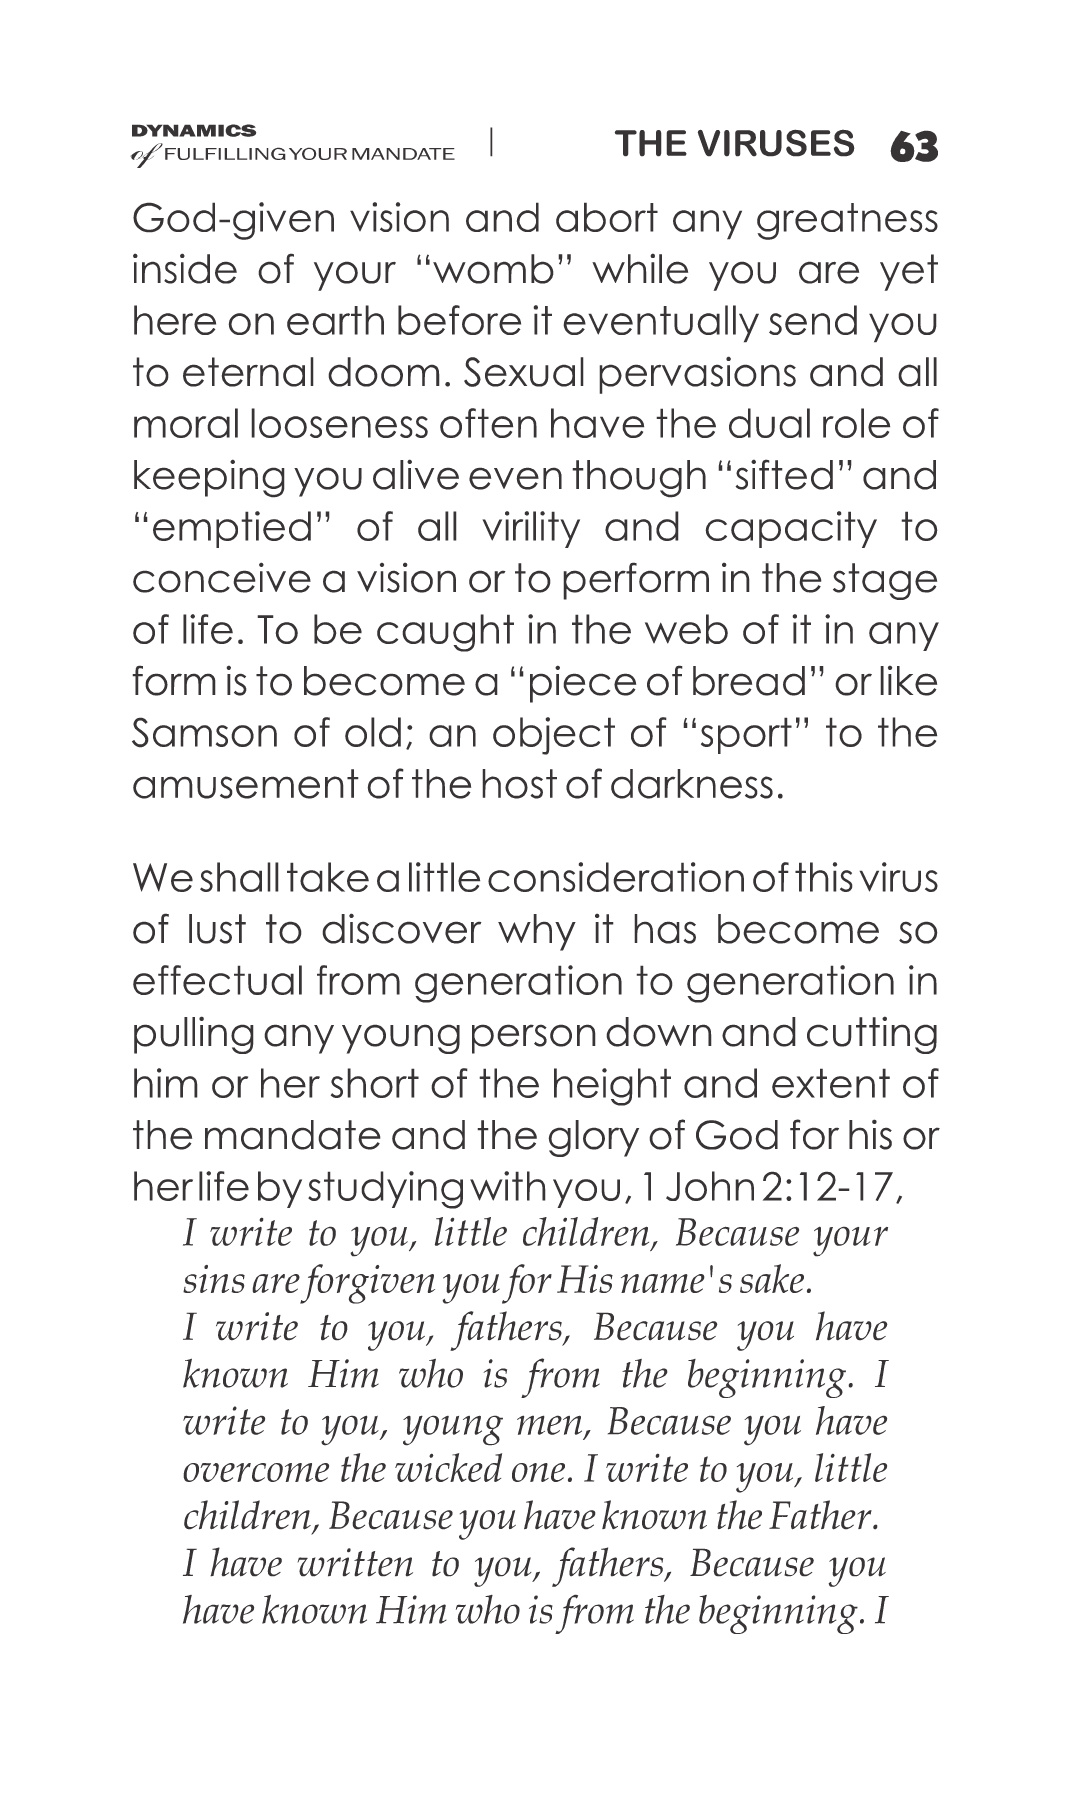 DYNAMICS
of FULFILLING YOUR MANDATE
THE VIRUSES 63
God-given vision and abort any greatness
inside of your “womb” while you are yet
here on earth before it eventually send you
to eternal doom. Sexual pervasions and all
moral looseness often have the dual role of
keeping you alive even though “sifted” and
“emptied” of all virility and capacity to
conceive a vision or to perform in the stage
of life. To be caught in the web of it in any
form is to become a “piece of bread” or like
Samson of old; an object of “sport” to the
amusement of the host of darkness.
We shall take a little consideration of this virus
of lust to discover why it has become so
effectual from generation to generation in
pulling any young person down and cutting
him or her short of the height and extent of
the mandate and the glory of God for his or
her life by studying with you, 1 John 2:12-17,
I write to you, little children, Because your
sins are forgiven you for His name's sake.
I write to you, fathers, Because you have
known Him who is from the beginning. I
write to you, young men, Because you have
overcome the wicked one. I write to you, little
children, Because you have known the Father.
I have written to you, fathers, Because you
have known Him who is from the beginning. I